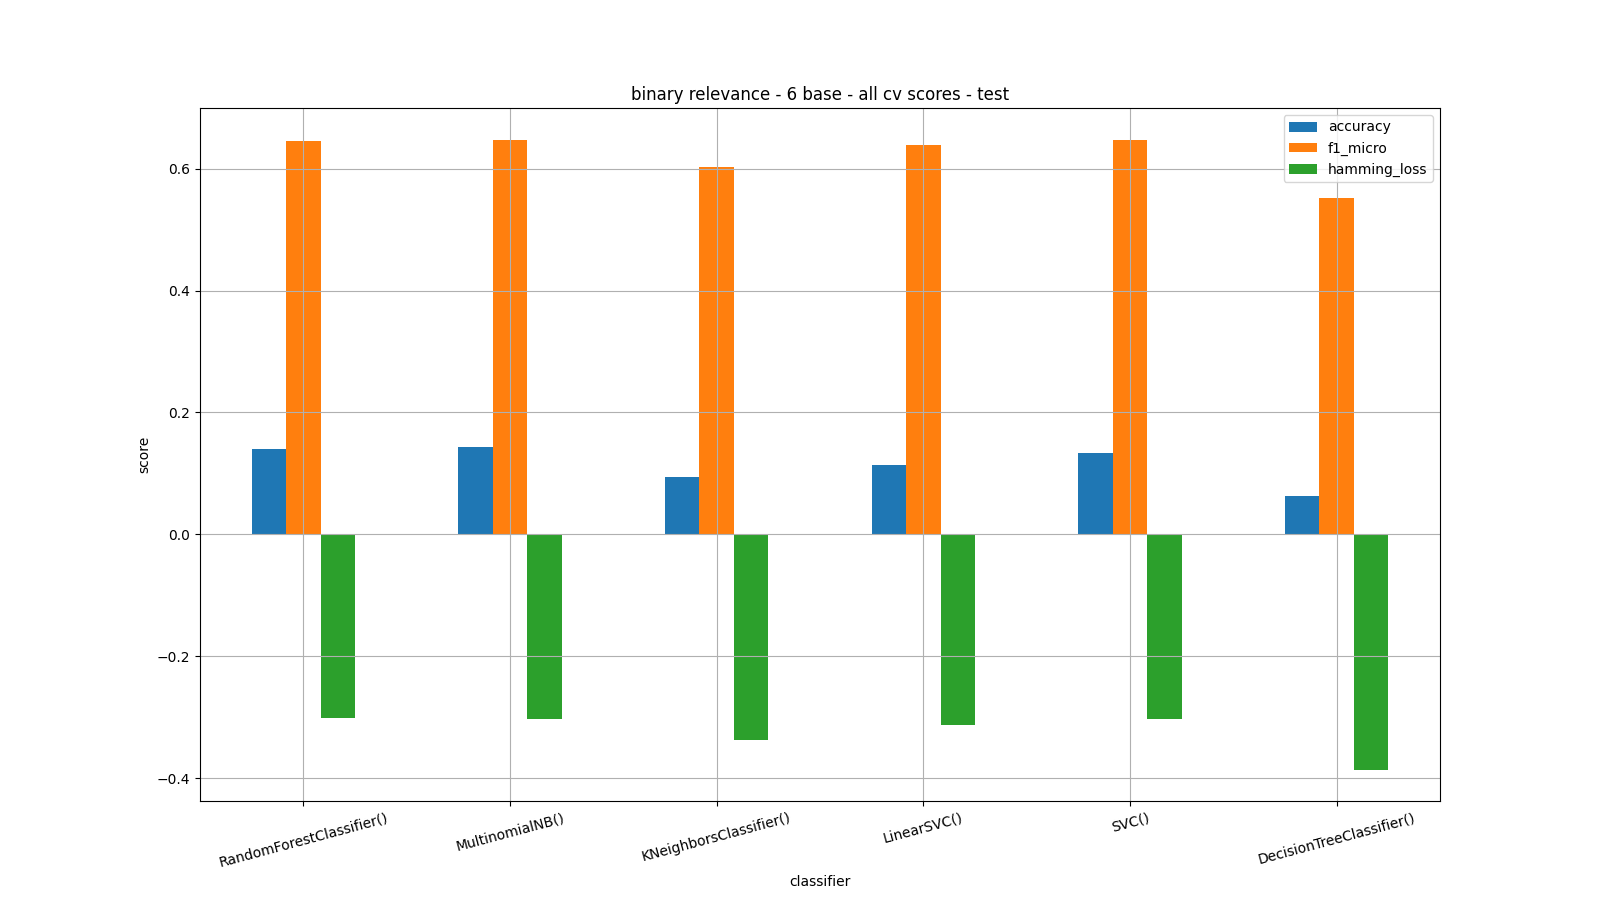 binary relevance - 6 base - all cv scores - test
accuracy
f1_micro
hamming_loss
0.6
0.4
0.2
0.0
−0.2
−0.4
score
RandomForestClassifier()
MultinomialNB()
KNeighborsClassifier()
LinearSVC()
SVC()
DecisionTreeClassifier()
classifier